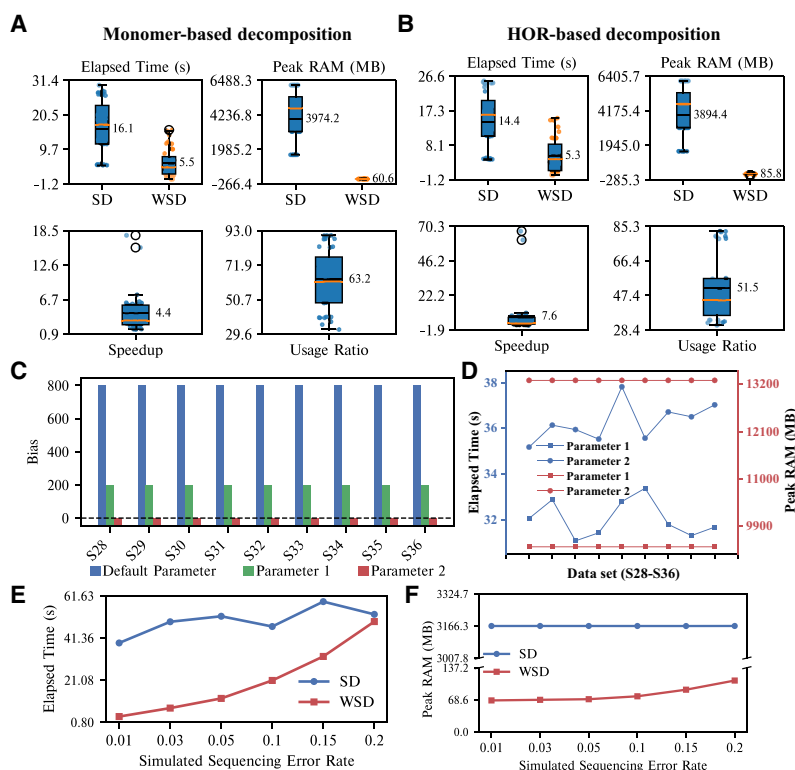 A
Monomer-based decomposition
B
HOR-based decomposition
Elapsed Time (s)
31.4
20.5
9.7
−1.2
16.1
5.5
SD
WSD
Peak RAM (MB)
6488.3
4236.8
1985.2
−266.4
3974.2
60.6
SD
WSD
Elapsed Time (s)
26.6
17.3
8.1
−1.2
14.4
5.3
SD
WSD
Peak RAM (MB)
6405.7
4175.4
1945.0
−285.3
3894.4
85.8
SD
WSD
18.5
12.6
6.7
0.9
4.4
Speedup
93.0
71.9
50.7
29.6
63.2
Usage Ratio
70.3
46.2
22.2
−1.9
7.6
Speedup
85.3
66.4
47.4
28.4
51.5
Usage Ratio
C
Bias
800
600
400
200
0
S28
S29
S30
S31
S32
S33
S34
S35
S36
Default Parameter
Parameter 1
Parameter 2
D
Elapsed Time (s)
38
36
34
32
Parameter 1
Parameter 2
Parameter 1
Parameter 2
13200
12100
11000
9900
Peak RAM (MB)
Data set (S28-S36)
E
Elapsed Time (s)
61.63
41.36
21.08
0.80
SD
WSD
0.01
0.03
0.05
0.1
0.15
0.2
Simulated Sequencing Error Rate
F
Peak RAM (MB)
3324.7
3166.3
3007.8
137.2
68.6
0.0
SD
WSD
0.01
0.03
0.05
0.1
0.15
0.2
Simulated Sequencing Error Rate